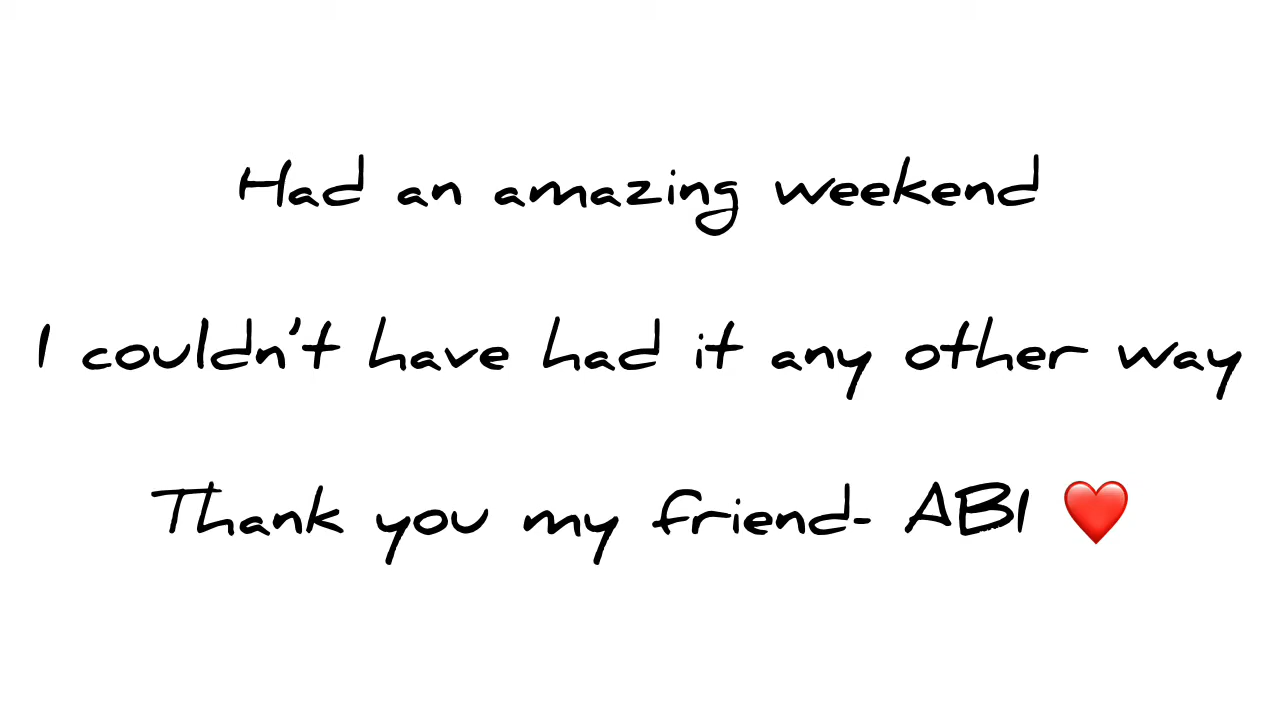 Had an amazing weekend
I couldn't have had it any other way
Thank you my friend- ABI ❤️